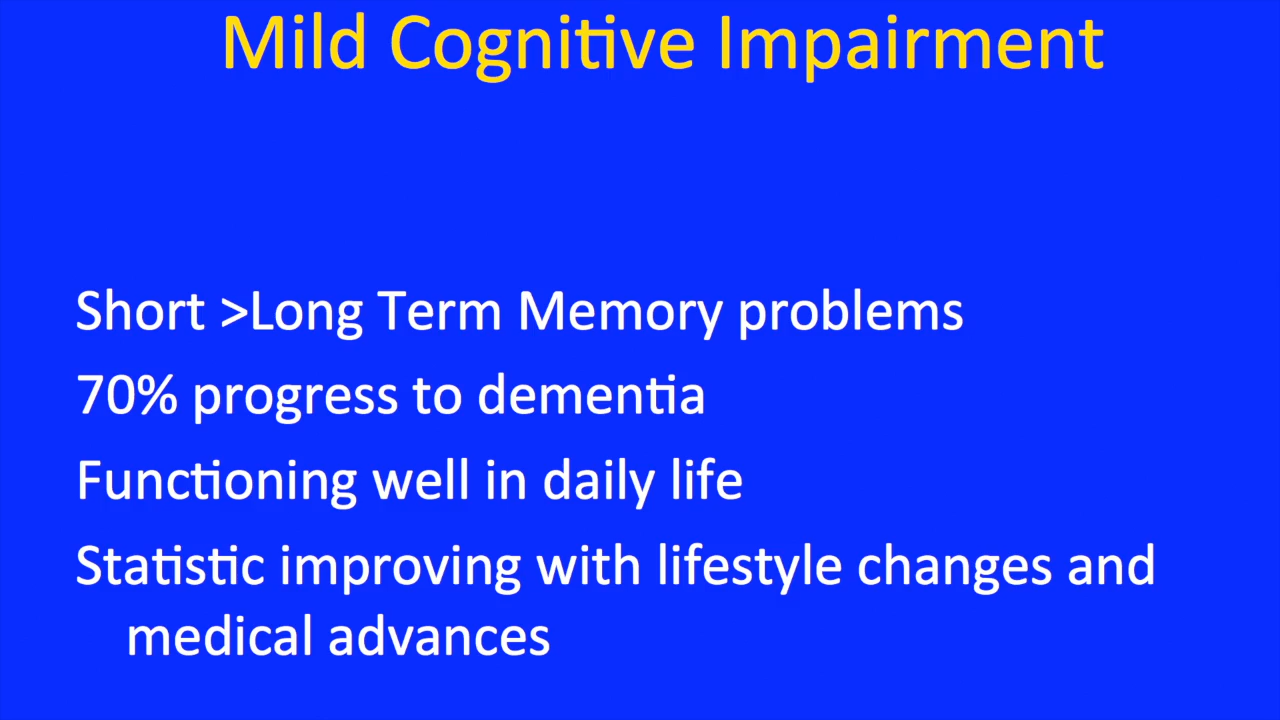 Mild Cognitive Impairment
Short >Long Term Memory problems
70% progress to dementia
Functioning well in daily life
Statistic improving with lifestyle changes and
medical advances